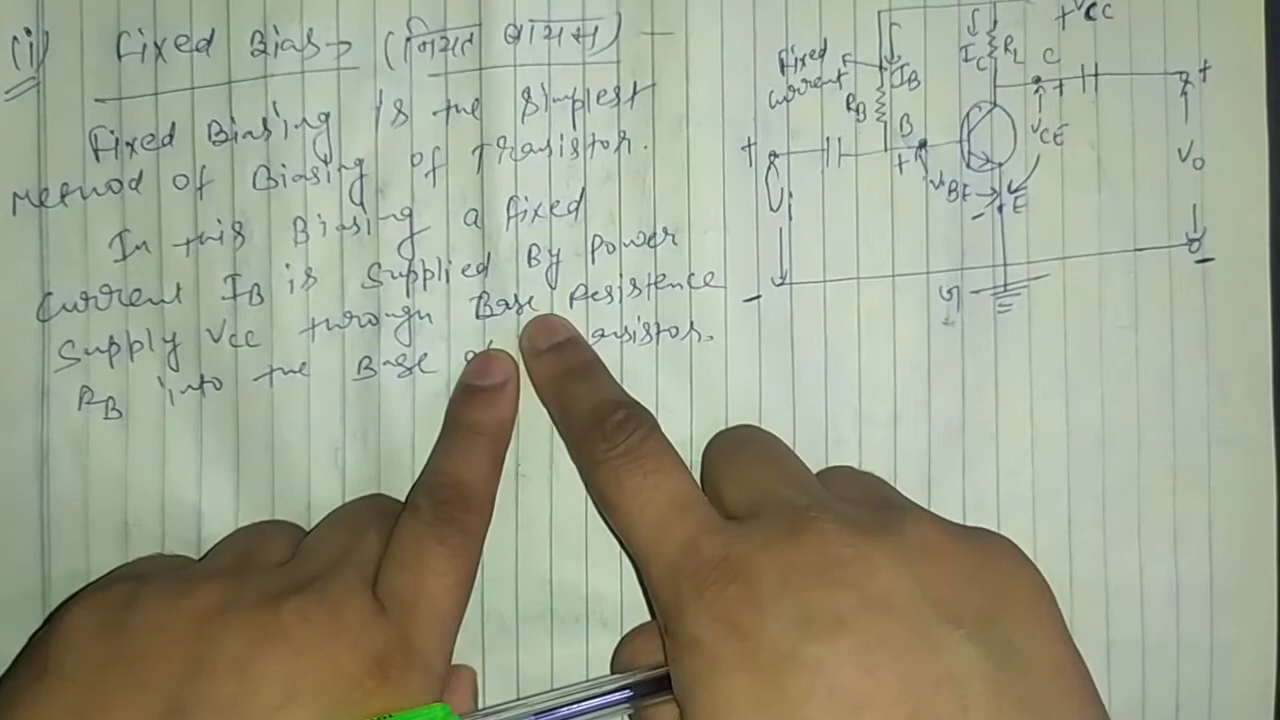 (i) Fixed Bias → (नियत वायस) —
Fixed Biasing is the simplest
method of Biasing of Transistor.
In this Biasing a fixed
current IB is Supplied By Power
Supply VCC through Base Resistence
RB into the Base
+VCC
IC
RL
C
+
+
Fixed
current
IB
RB
B
+
+
VCE
VBE
-
E
Vo
-
-
G